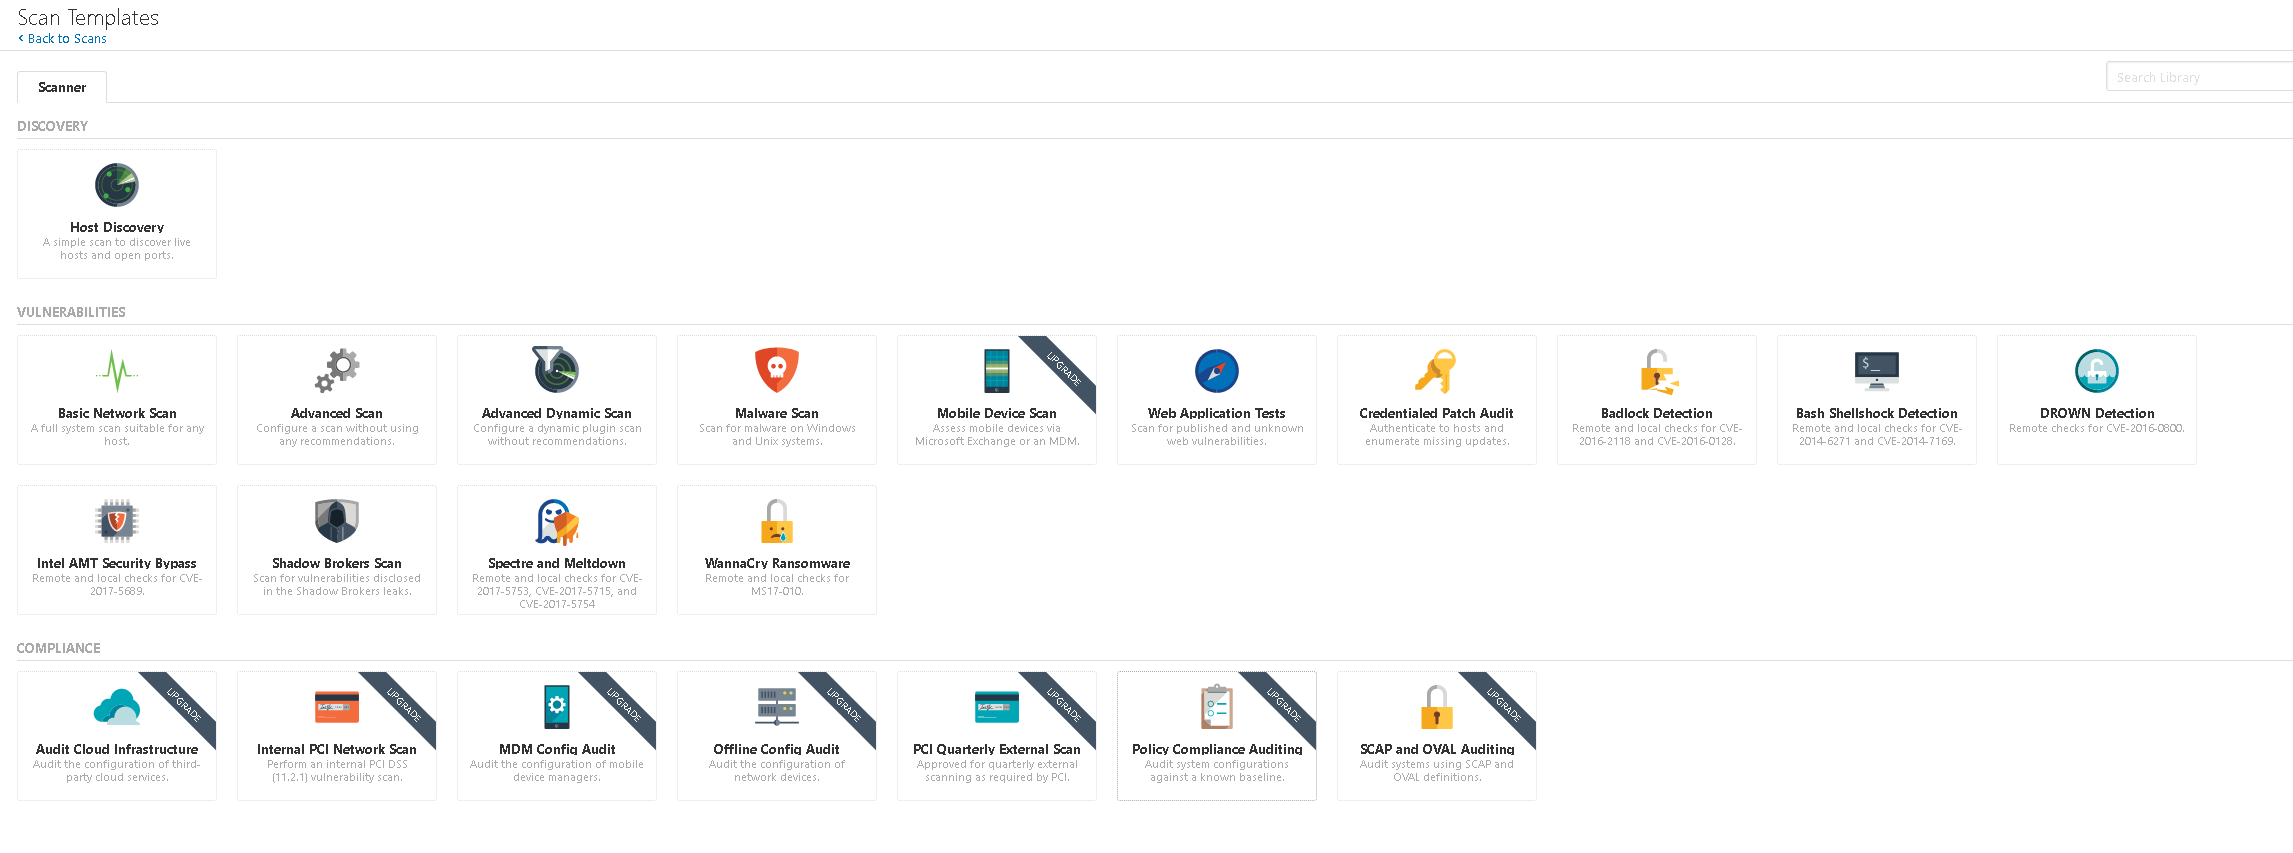 Scan Templates
‹ Back to Scans
Scanner
Search Library
DISCOVERY
Host Discovery
A simple scan to discover live
hosts and open ports.
VULNERABILITIES
Basic Network Scan
A full system scan suitable for any
host.
Advanced Scan
Configure a scan without using
any recommendations.
Advanced Dynamic Scan
Configure a dynamic plugin scan
without recommendations.
Malware Scan
Scan for malware on Windows
and Unix systems.
UPGRADE
Mobile Device Scan
Assess mobile devices via
Microsoft Exchange or an MDM.
Web Application Tests
Scan for published and unknown
web vulnerabilities.
Credentialed Patch Audit
Authenticate to hosts and
enumerate missing updates.
Badlock Detection
Remote and local checks for CVE-
2016-2118 and CVE-2016-0128.
$_
Bash Shellshock Detection
Remote and local checks for CVE-
2014-6271 and CVE-2014-7169.
DROWN Detection
Remote checks for CVE-2016-0800.
Intel AMT Security Bypass
Remote and local checks for CVE-
2017-5689.
Shadow Brokers Scan
Scan for vulnerabilities disclosed
in the Shadow Brokers leaks.
Spectre and Meltdown
Remote and local checks for CVE-
2017-5753, CVE-2017-5715, and
CVE-2017-5754
WannaCry Ransomware
Remote and local checks for
MS17-010.
COMPLIANCE
UPGRADE
Audit Cloud Infrastructure
Audit the configuration of third-
party cloud services.
UPGRADE
Internal PCI Network Scan
Perform an internal PCI DSS
(11.2.1) vulnerability scan.
UPGRADE
MDM Config Audit
Audit the configuration of mobile
device managers.
UPGRADE
Offline Config Audit
Audit the configuration of
network devices.
UPGRADE
PCI Quarterly External Scan
Approved for quarterly external
scanning as required by PCI.
UPGRADE
Policy Compliance Auditing
Audit system configurations
against a known baseline.
UPGRADE
SCAP and OVAL Auditing
Audit systems using SCAP and
OVAL definitions.